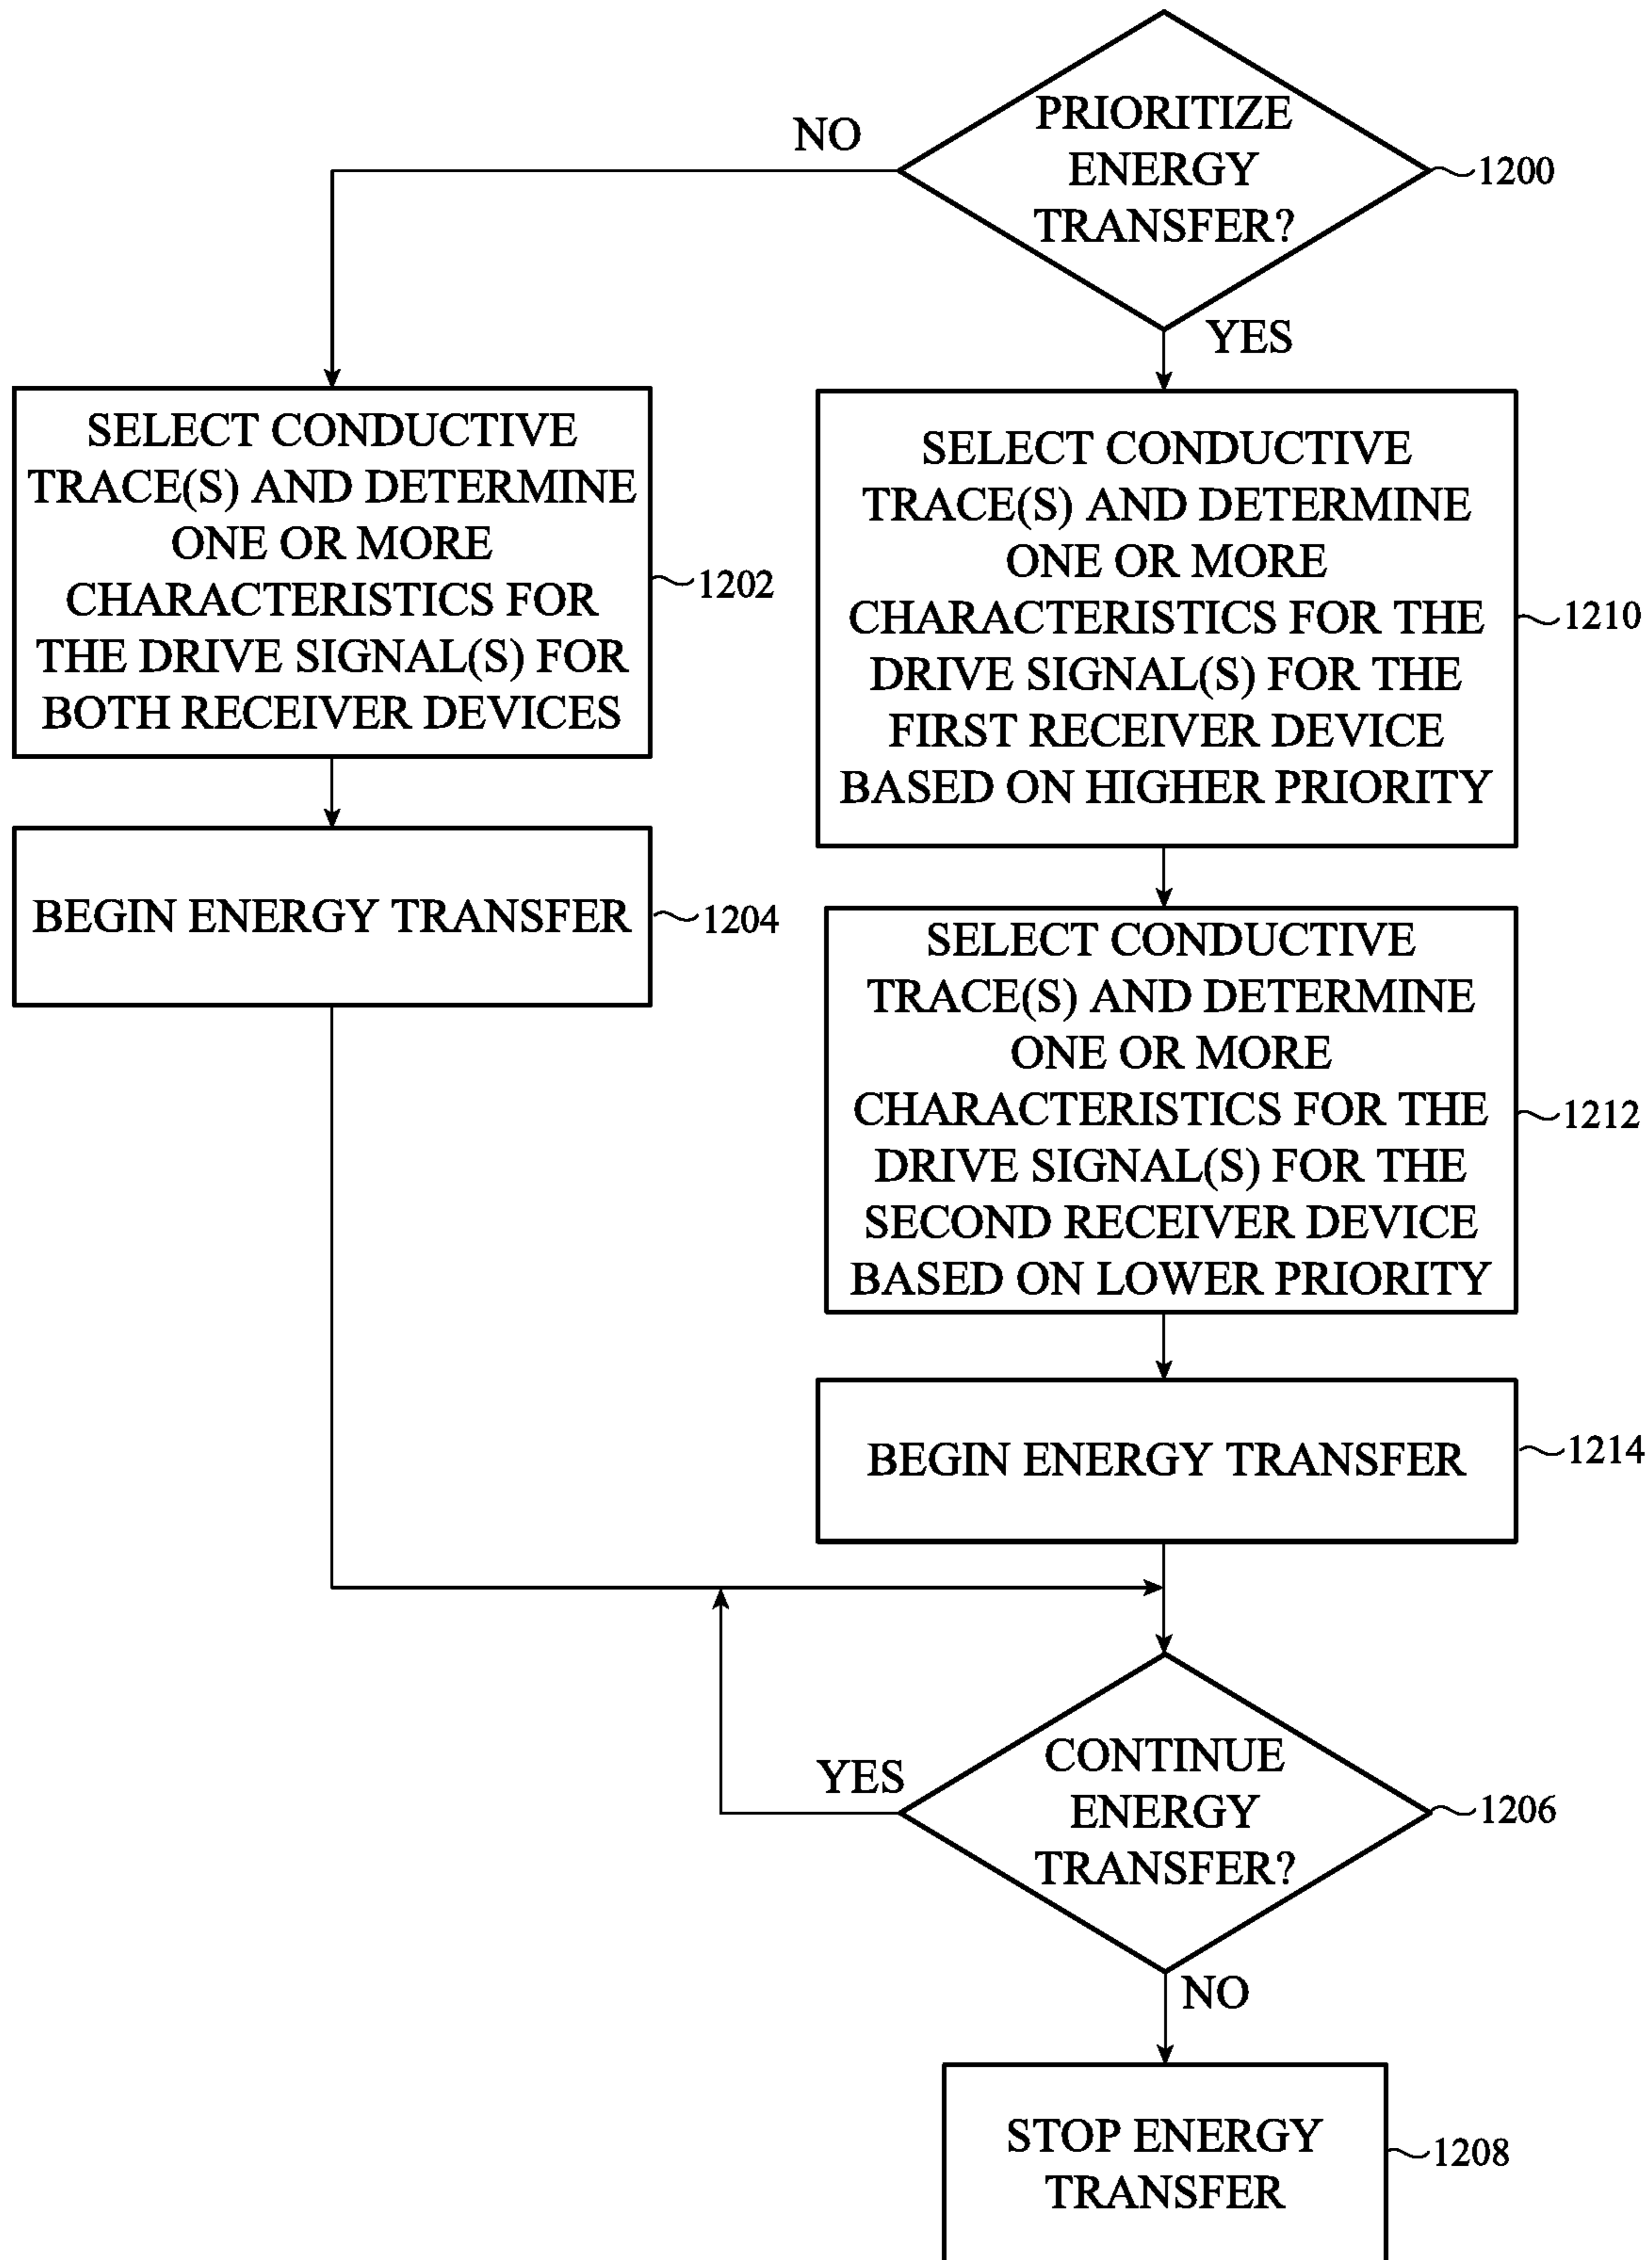 PRIORITIZE
ENERGY
TRANSFER?
1200
NO
YES
SELECT CONDUCTIVE
TRACE(S) AND DETERMINE
ONE OR MORE
CHARACTERISTICS FOR
THE DRIVE SIGNAL(S) FOR
BOTH RECEIVER DEVICES
1202
BEGIN ENERGY TRANSFER
1204
SELECT CONDUCTIVE
TRACE(S) AND DETERMINE
ONE OR MORE
CHARACTERISTICS FOR THE
DRIVE SIGNAL(S) FOR THE
FIRST RECEIVER DEVICE
BASED ON HIGHER PRIORITY
1210
SELECT CONDUCTIVE
TRACE(S) AND DETERMINE
ONE OR MORE
CHARACTERISTICS FOR THE
DRIVE SIGNAL(S) FOR THE
SECOND RECEIVER DEVICE
BASED ON LOWER PRIORITY
1212
BEGIN ENERGY TRANSFER
1214
CONTINUE
ENERGY
TRANSFER?
1206
YES
NO
STOP ENERGY
TRANSFER
1208